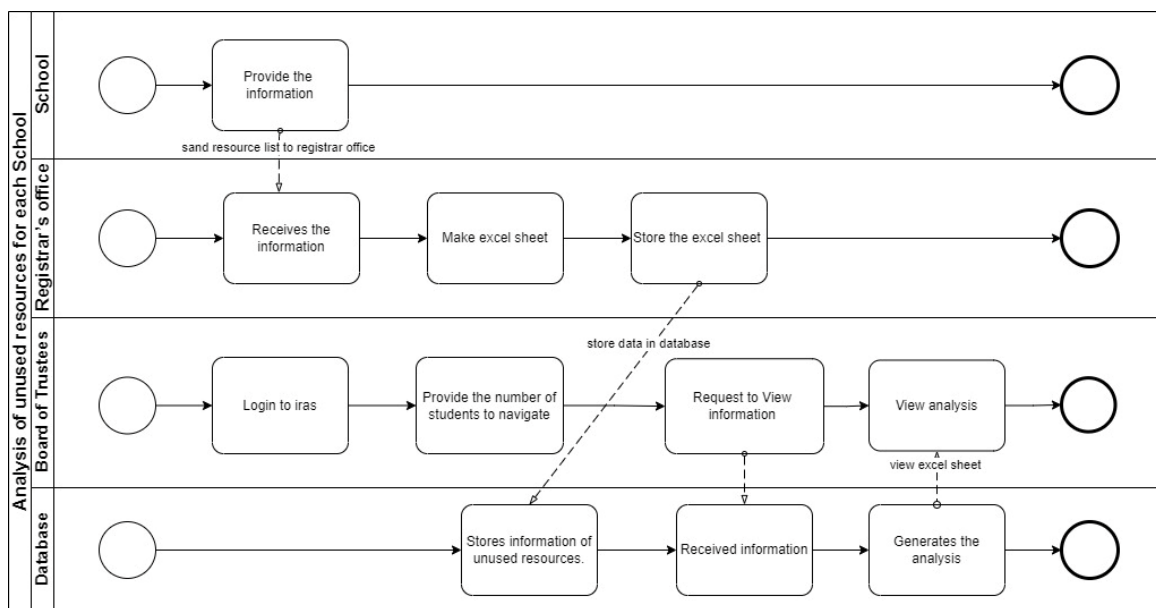 Analysis of unused resources for each School
School
Provide the
information
sand resource list to registrar office
Registrar's office
Receives the
information
Make excel sheet
Store the excel sheet
store data in database
Board of Trustees
Login to iras
Provide the number of
students to navigate
Request to View
information
View analysis
view excel sheet
Database
Stores information of
unused resources.
Received information
Generates the
analysis